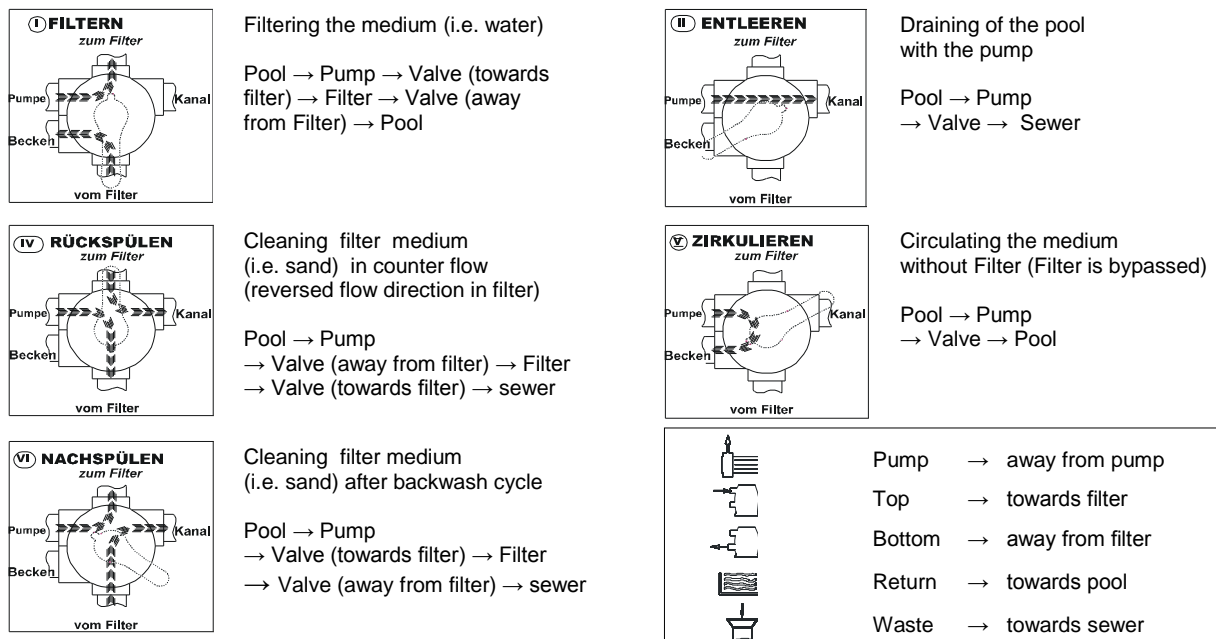 I FILTERN
zum Filter
Pumpe
Kanal
Becken
vom Filter
Filtering the medium (i.e. water)
Pool → Pump → Valve (towards
filter) → Filter → Valve (away
from Filter) → Pool
II ENTLEEREN
zum Filter
Pumpe
Kanal
Becken
vom Filter
Draining of the pool
with the pump
Pool → Pump
→ Valve → Sewer
IV RÜCKSPÜLEN
zum Filter
Pumpe
Kanal
Becken
vom Filter
Cleaning filter medium
(i.e. sand) in counter flow
(reversed flow direction in filter)
Pool → Pump
→ Valve (away from filter) → Filter
→ Valve (towards filter) → sewer
V ZIRKULIEREN
zum Filter
Pumpe
Kanal
Becken
vom Filter
Circulating the medium
without Filter (Filter is bypassed)
Pool → Pump
→ Valve → Pool
VI NACHSPÜLEN
zum Filter
Pumpe
Kanal
Becken
vom Filter
Cleaning filter medium
(i.e. sand) after backwash cycle
Pool → Pump
→ Valve (towards filter) → Filter
→ Valve (away from filter) → sewer
Pump → away from pump
Top → towards filter
Bottom → away from filter
Return → towards pool
Waste → towards sewer